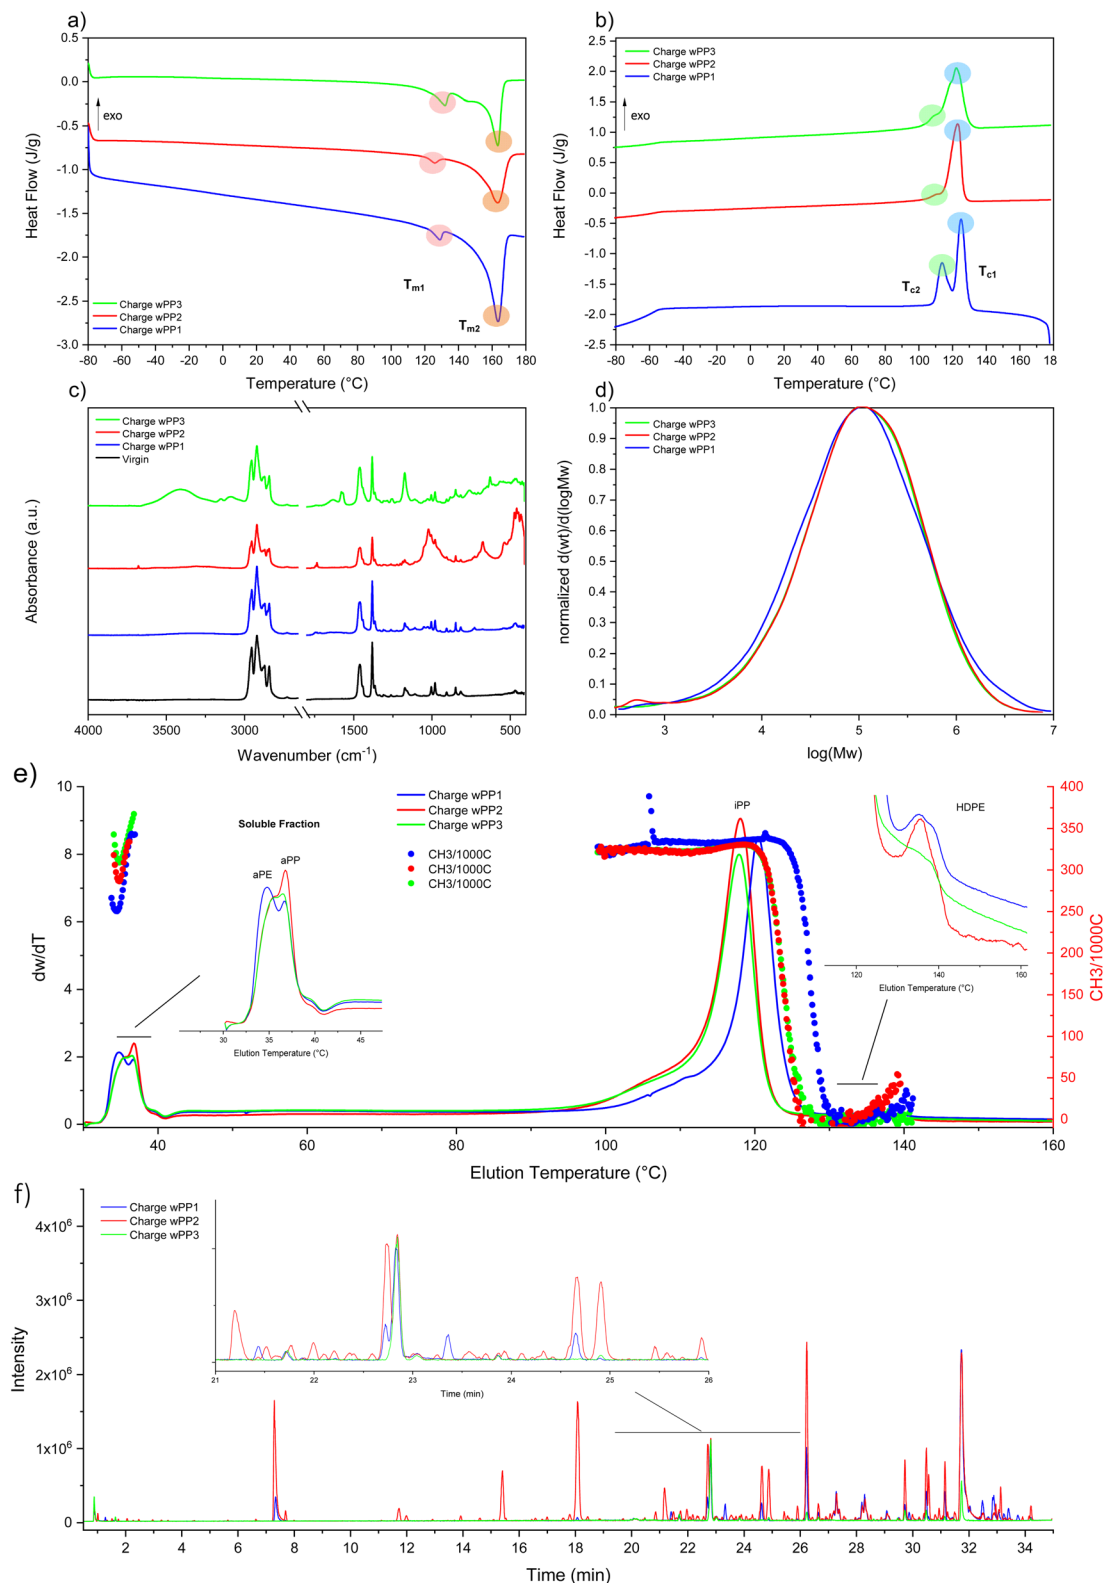 a)
0.5
0.0
-0.5
-1.0
-1.5
-2.0
-2.5
-3.0
Heat Flow (J/g)
exo
Tm1
Tm2
Charge wPP3
Charge wPP2
Charge wPP1
-80 -60 -40 -20 0 20 40 60 80 100 120 140 160 180
Temperature (°C)
b)
2.5
2.0
1.5
1.0
0.5
0.0
-0.5
-1.0
-1.5
-2.0
-2.5
Heat Flow (J/g)
Charge wPP3
Charge wPP2
Charge wPP1
exo
Tc2
Tc1
-80 -60 -40 -20 0 20 40 60 80 100 120 140 160 180
Temperature (°C)
c)
Charge wPP3
Charge wPP2
Charge wPP1
Virgin
Absorbance (a.u.)
4000 3000 2000 1500 1000 500
Wavenumber (cm-1)
d)
1.0
0.9
0.8
0.7
0.6
0.5
0.4
0.3
0.2
0.1
0.0
normalized d(wt)/d(logMw)
Charge wPP3
Charge wPP2
Charge wPP1
3 4 5 6 7
log(Mw)
e)
10
8
6
4
2
0
dw/dT
Soluble Fraction
aPE
aPP
30 35 40 45
Elution Temperature (°C)
Charge wPP1
Charge wPP2
Charge wPP3
CH3/1000C
CH3/1000C
CH3/1000C
iPP
HDPE
120 140 160
Elution Temperature (°C)
400
350
300
250
200
150
100
50
0
CH3/1000C
40 60 80 100 120 140 160
Elution Temperature (°C)
f)
Charge wPP1
Charge wPP2
Charge wPP3
4x10⁶
3x10⁶
2x10⁶
1x10⁶
0
Intensity
21 22 23 24 25 26
Time (min)
2 4 6 8 10 12 14 16 18 20 22 24 26 28 30 32 34
Time (min)